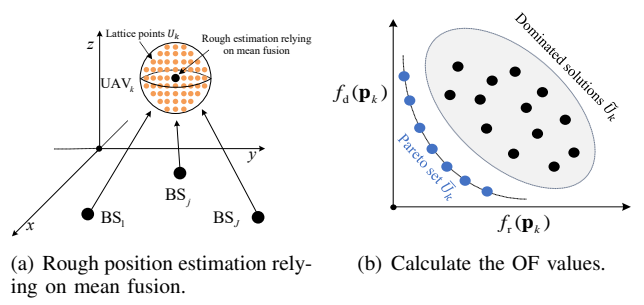 Lattice points U_k
Rough estimation relying
on mean fusion
z
UAV_k
y
x
BS_1
BS_j
BS_J
(a) Rough position estimation rely-
ing on mean fusion.
f_d(p_k)
Dominated solutions Ũ_k
Pareto set Ū_k
f_r(p_k)
(b) Calculate the OF values.